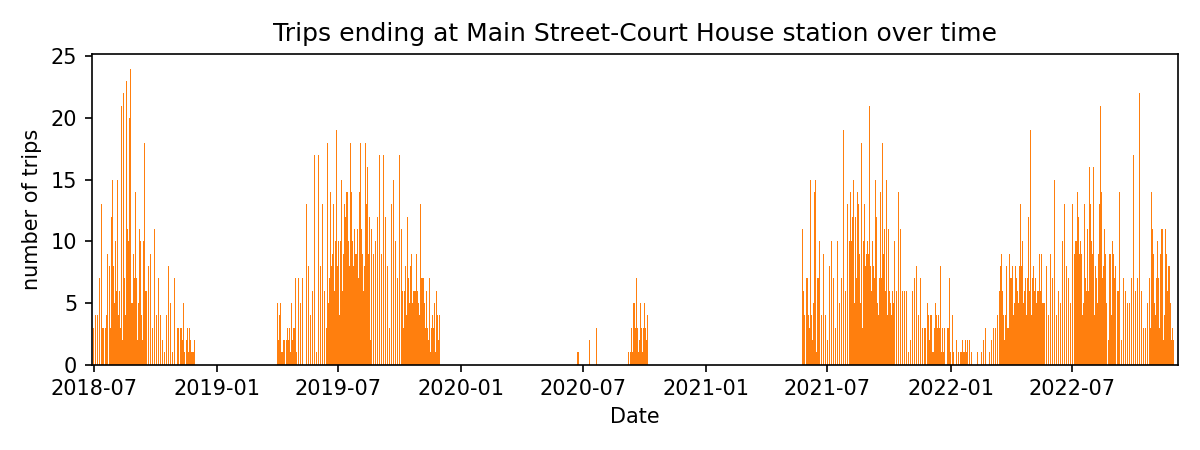 Trips ending at Main Street-Court House station over time
number of trips
25
20
15
10
5
0
2018-07 2019-01 2019-07 2020-01 2020-07 2021-01 2021-07 2022-01 2022-07
Date